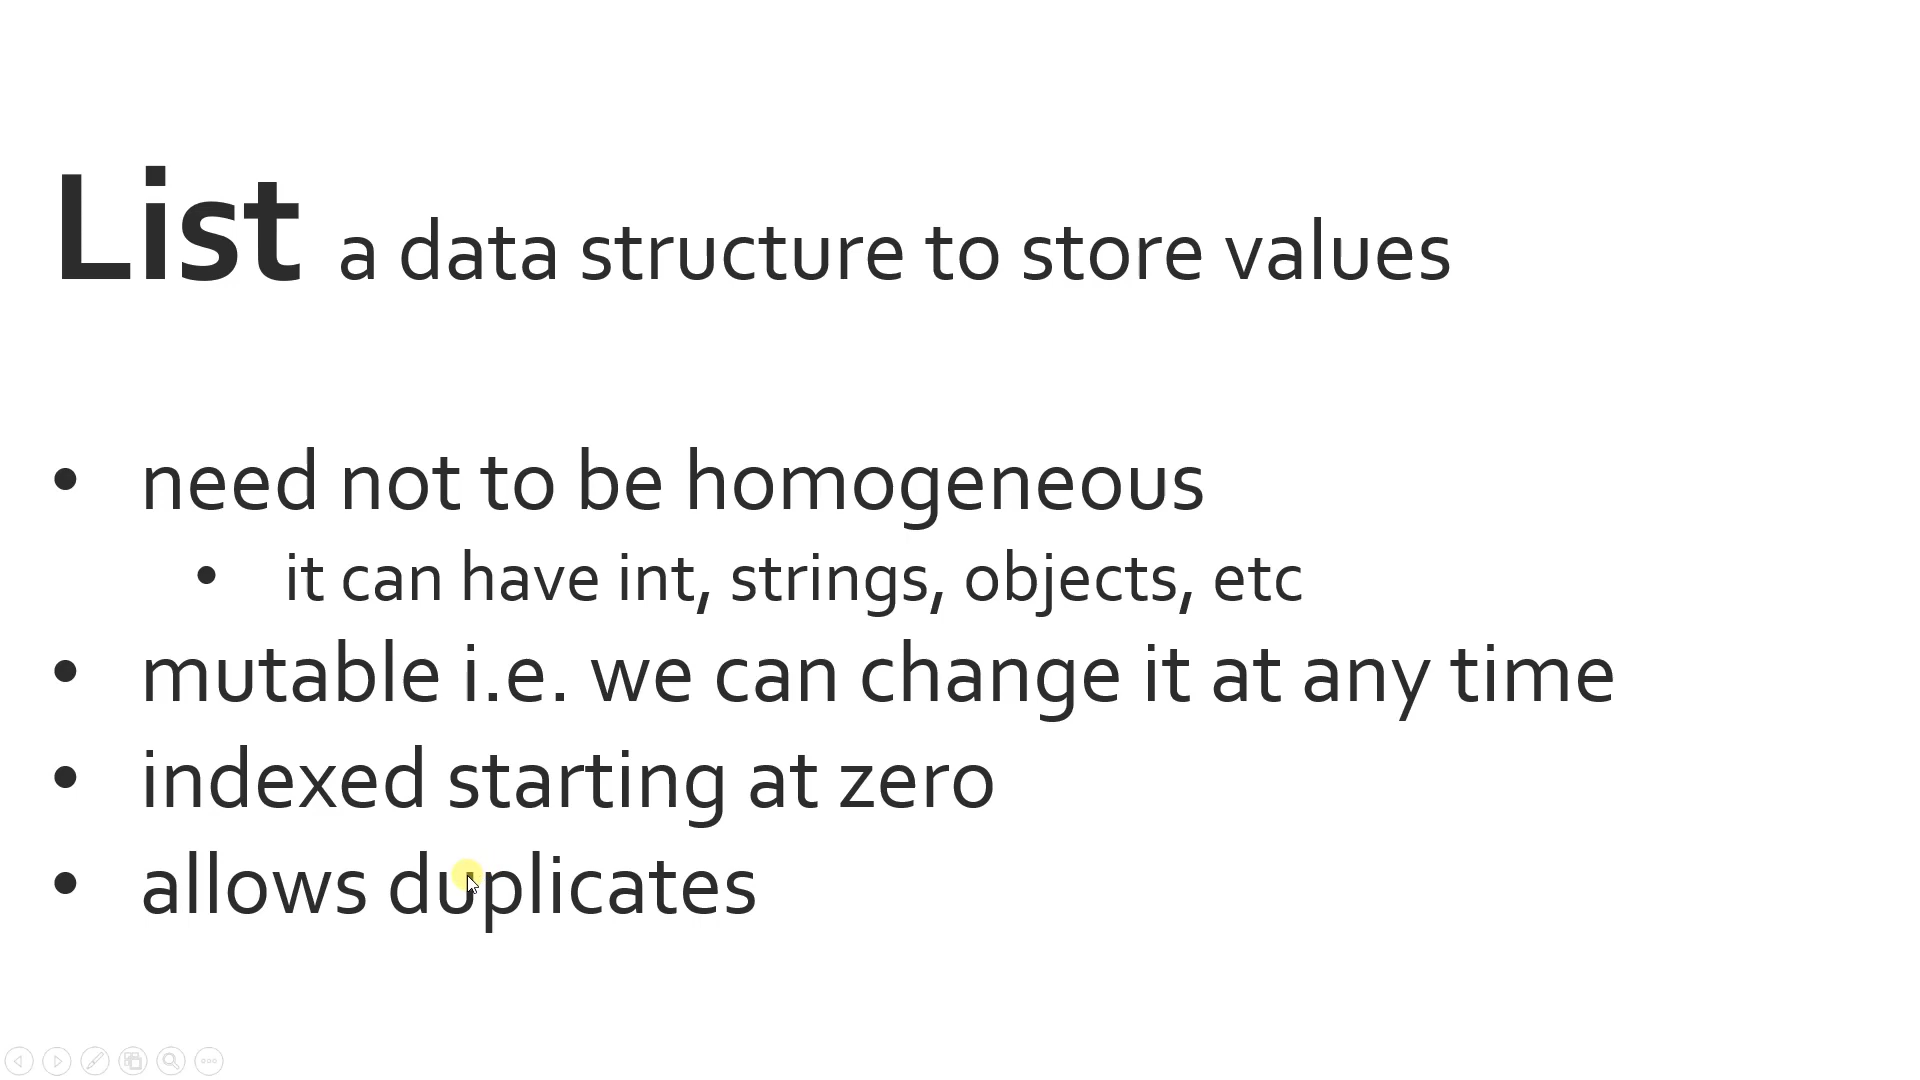 List a data structure to store values
• need not to be homogeneous
• it can have int, strings, objects, etc
• mutable i.e. we can change it at any time
• indexed starting at zero
• allows duplicates